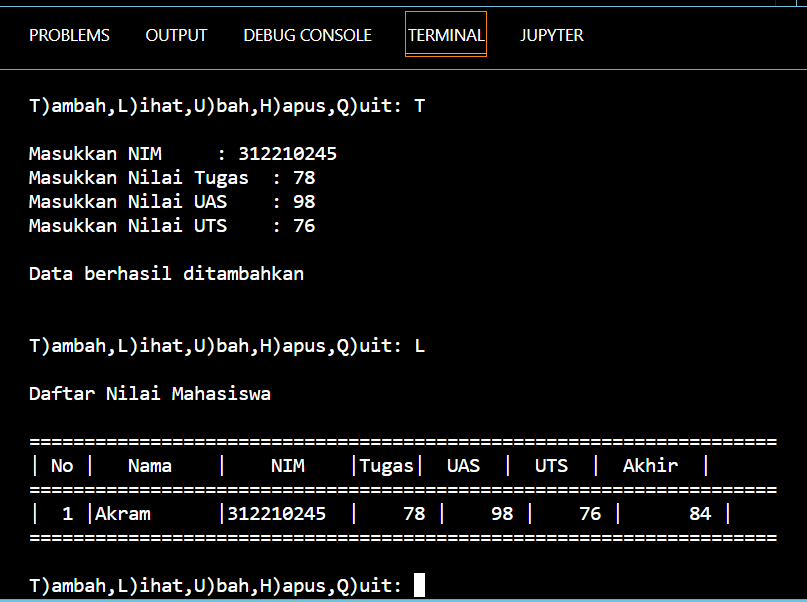 PROBLEMS OUTPUT DEBUG CONSOLE TERMINAL JUPYTER
T)ambah,L)ihat,U)bah,H)apus,Q)uit: T
Masukkan NIM     : 312210245
Masukkan Nilai Tugas  : 78
Masukkan Nilai UAS    : 98
Masukkan Nilai UTS    : 76
Data berhasil ditambahkan
T)ambah,L)ihat,U)bah,H)apus,Q)uit: L
Daftar Nilai Mahasiswa
====================================================================
| No |   Nama    |    NIM    |Tugas|  UAS  |  UTS  |  Akhir  |
====================================================================
|  1 |Akram      |312210245  |    78 |    98 |    76 |      84 |
====================================================================
T)ambah,L)ihat,U)bah,H)apus,Q)uit: